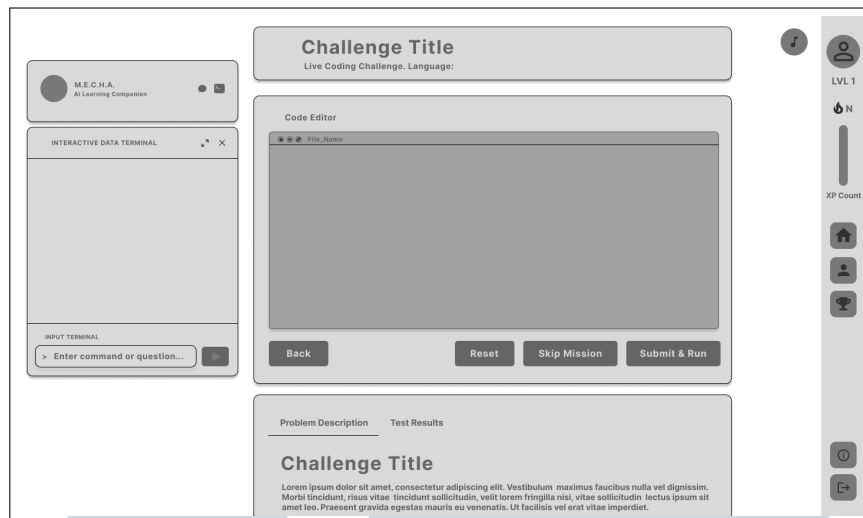 Challenge Title
Live Coding Challenge. Language:
M.E.C.H.A.
AI Learning Companion
LVL 1
N
XP Count
INTERACTIVE DATA TERMINAL
Code Editor
File_Name
INPUT TERMINAL
> Enter command or question...
Back
Reset
Skip Mission
Submit & Run
Problem Description
Test Results
Challenge Title
Lorem ipsum dolor sit amet, consectetur adipiscing elit. Vestibulum maximus faucibus nulla vel dignissim.
Morbi tincidunt, risus vitae tincidunt sollicitudin, velit lorem fringilla nisi, vitae sollicitudin lectus ipsum sit
amet leo. Praesent gravida egestas mauris eu venenatis. Ut facilisis vel erat vitae imperdiet.